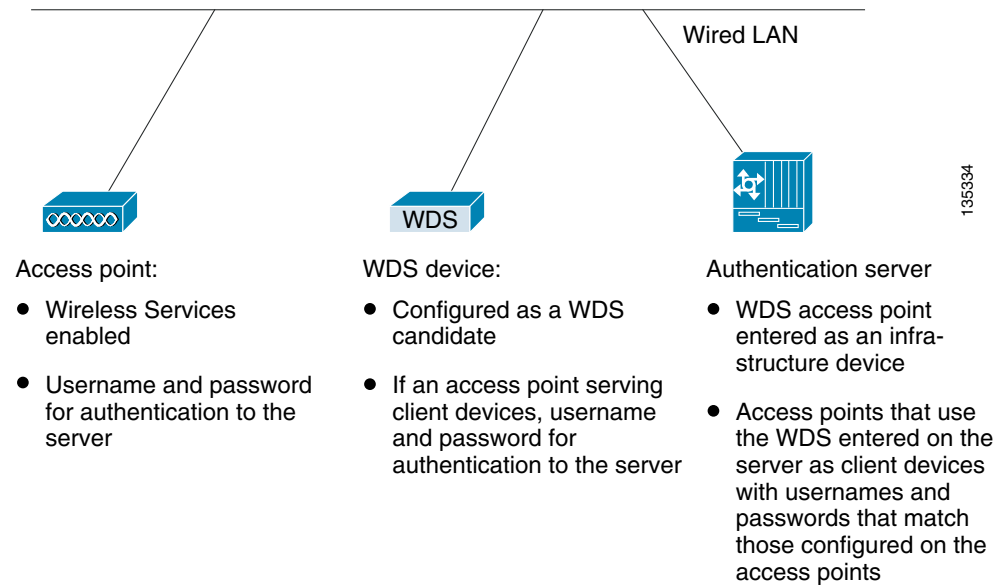 Wired LAN
135334
WDS
Access point:
• Wireless Services
enabled
• Username and password
for authentication to the
server
WDS device:
• Configured as a WDS
candidate
• If an access point serving
client devices, username
and password for
authentication to the server
Authentication server
• WDS access point
entered as an infra-
structure device
• Access points that use
the WDS entered on the
server as client devices
with usernames and
passwords that match
those configured on the
access points